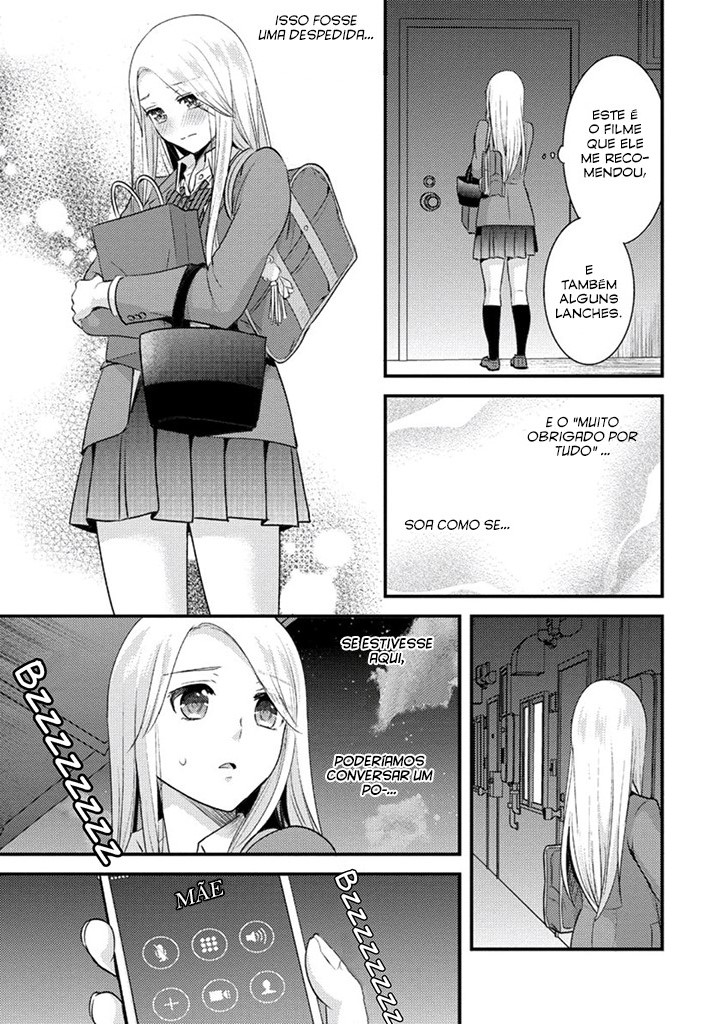 ESTE É
O FILME
QUE ELE
ME RECO-
MENDOU,
E
TAMBÉM
ALGUNS
LANCHES.
E O "MUITO
OBRIGADO POR
TUDO" ...
SOA COMO SE...
ISSO FOSSE
UMA DESPEDIDA...
SE ESTIVESSE
AQUI,
PODERÍAMOS
CONVERSAR UM
PO-...
BZZZZZZZZ
MÃE
BZZZZZZZZZ